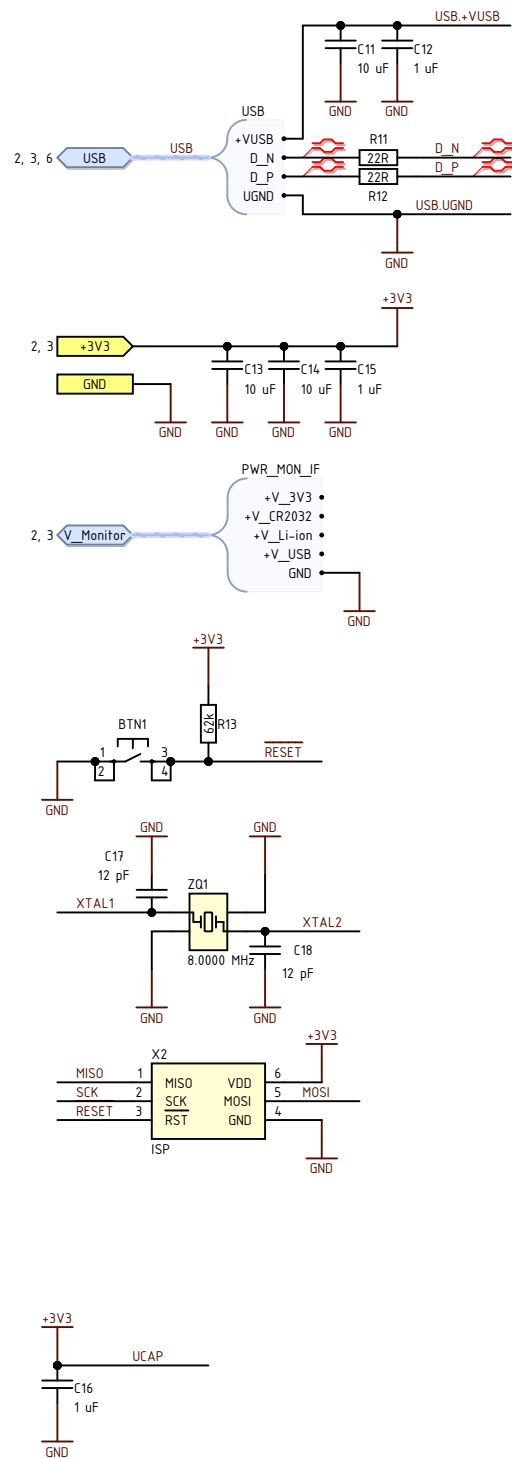 USB.+VUSB
C11
C12
10 uF
1 uF
GND
GND
USB
+VUSB
2, 3, 6
USB
USB
D_N
D_P
UGND
R11
22R
22R
R12
D_N
D_P
USB.UGND
GND
+3V3
2, 3
+3V3
GND
C13
C14
C15
10 uF
10 uF
1 uF
GND
GND
GND
GND
PWR_MON_IF
+V_3V3
+V_CR2032
2, 3
V_Monitor
+V_Li-ion
+V_USB
GND
GND
+3V3
BTN1
62k
R13
1
3
2
4
RESET
GND
GND
GND
C17
12 pF
ZQ1
XTAL1
XTAL2
C18
8.0000 MHz
12 pF
GND
GND
+3V3
X2
MISO
1
MISO
VDD
6
SCK
2
SCK
MOSI
5
MOSI
RESET
3
RST
GND
4
ISP
GND
+3V3
UCAP
C16
1 uF
GND